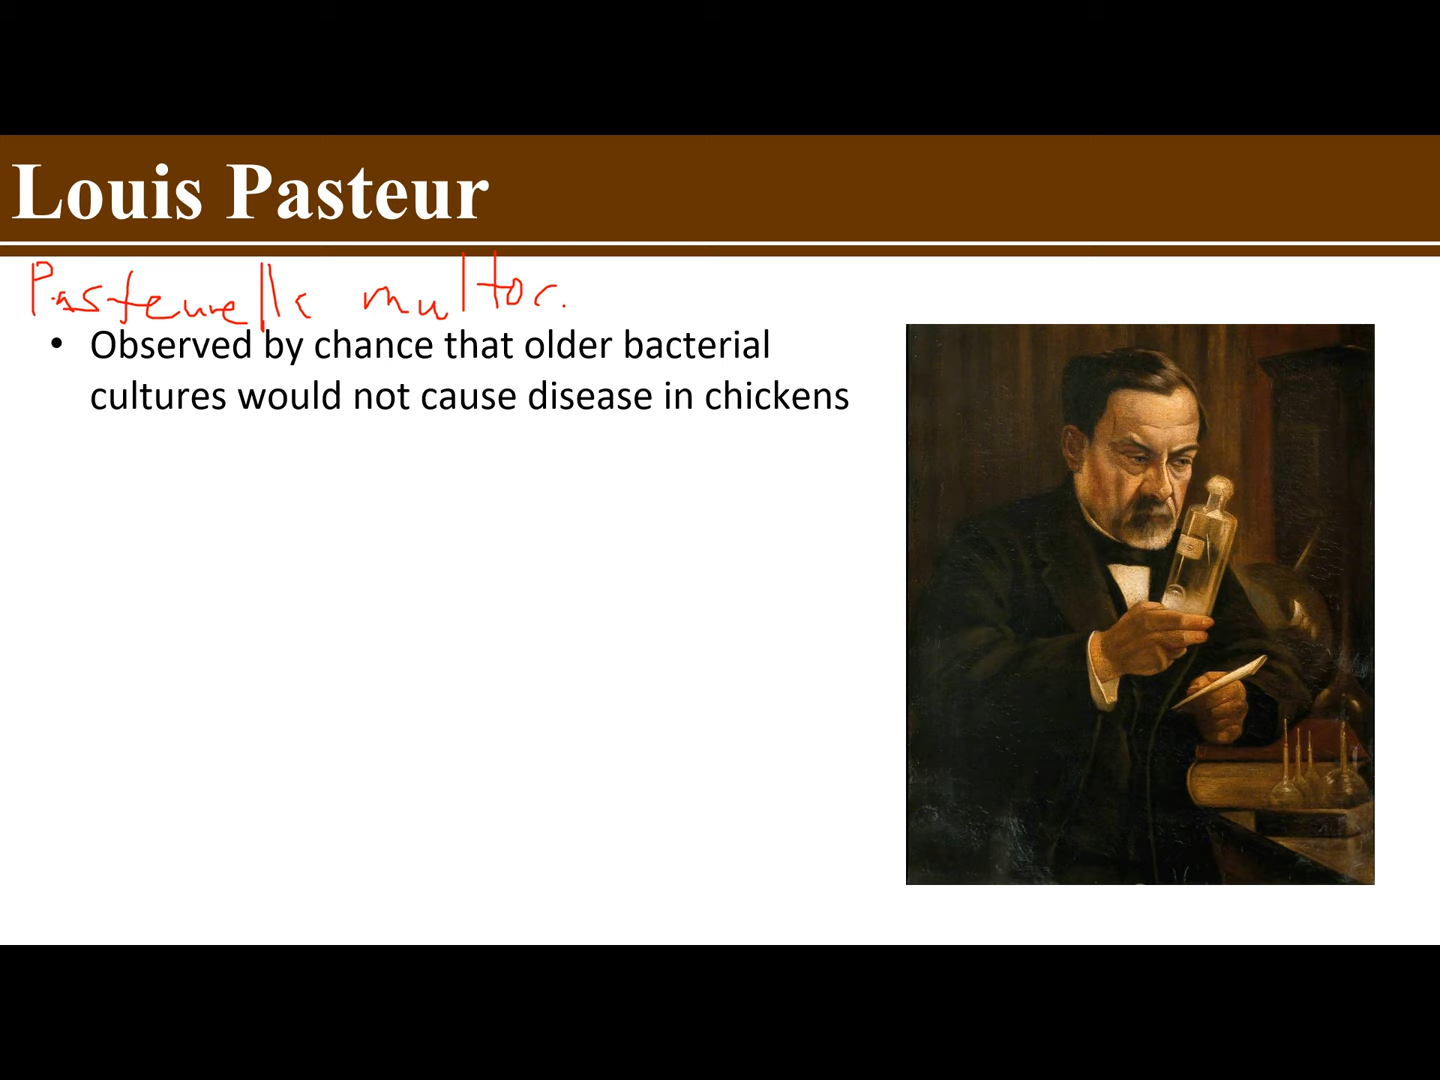 Louis Pasteur
Pasteurella multoc.
• Observed by chance that older bacterial
cultures would not cause disease in chickens